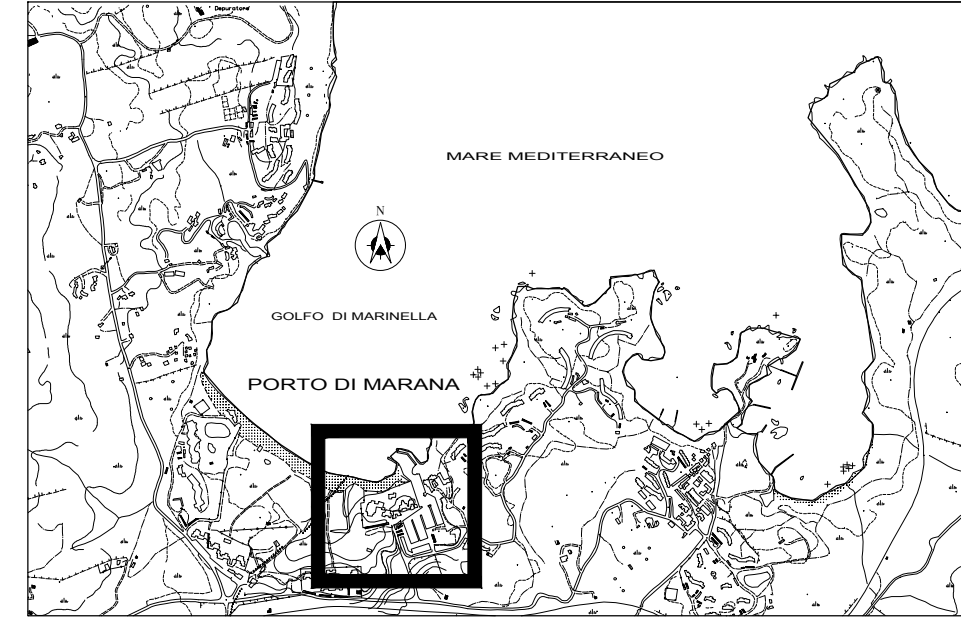 Depuratore
MARE MEDITERRANEO
N
GOLFO DI MARINELLA
PORTO DI MARANA